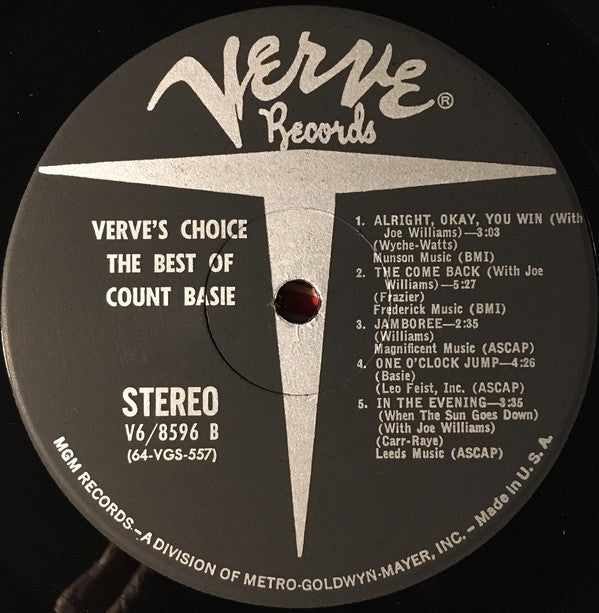 Verve®
Records
VERVE'S CHOICE
THE BEST OF
COUNT BASIE
STEREO
V6/8596 B
(64-VGS-557)
1. ALRIGHT, OKAY, YOU WIN (With
Joe Williams)—3:03
(Wyche-Watts)
Munson Music (BMI)
2. THE COME BACK (With Joe
Williams)—5:27
(Frazier)
Frederick Music (BMI)
3. JAMBOREE—2:35
(Williams)
Magnificent Music (ASCAP)
4. ONE O'CLOCK JUMP—4:26
(Basie)
(Leo Feist, Inc. (ASCAP)
5. IN THE EVENING—3:35
(When The Sun Goes Down)
(With Joe Williams)
(Carr-Raye)
Leeds Music (ASCAP)
MGM RECORDS—A DIVISION OF METRO-GOLDWYN-MAYER, INC. – Made in U. S. A.